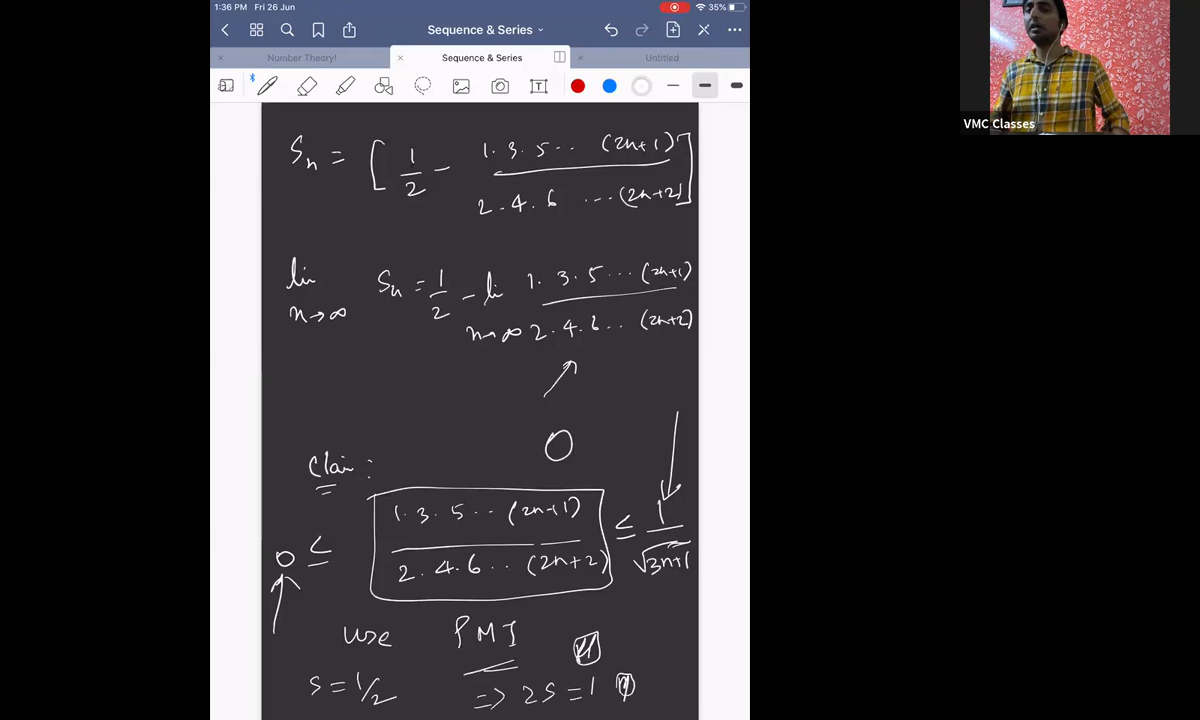 1:36 PM Fri 26 Jun 35%
Sequence & Series
Number Theory! Sequence & Series Untitled
VMC Classes
Sn = [ 1/2 - 1.3.5... (2n+1) / 2.4.6 ...(2n+2) ]
lim n→∞ Sn = 1/2 - li n→∞ 1.3.5... (2n+1) / 2.4.6... (2n+2)
0
Clai :
0 ≤ 1.3.5... (2n+1) / 2.4.6... (2n+2) ≤ 1/√3n+1
use PMI
S = 1/2 => 2S = 1